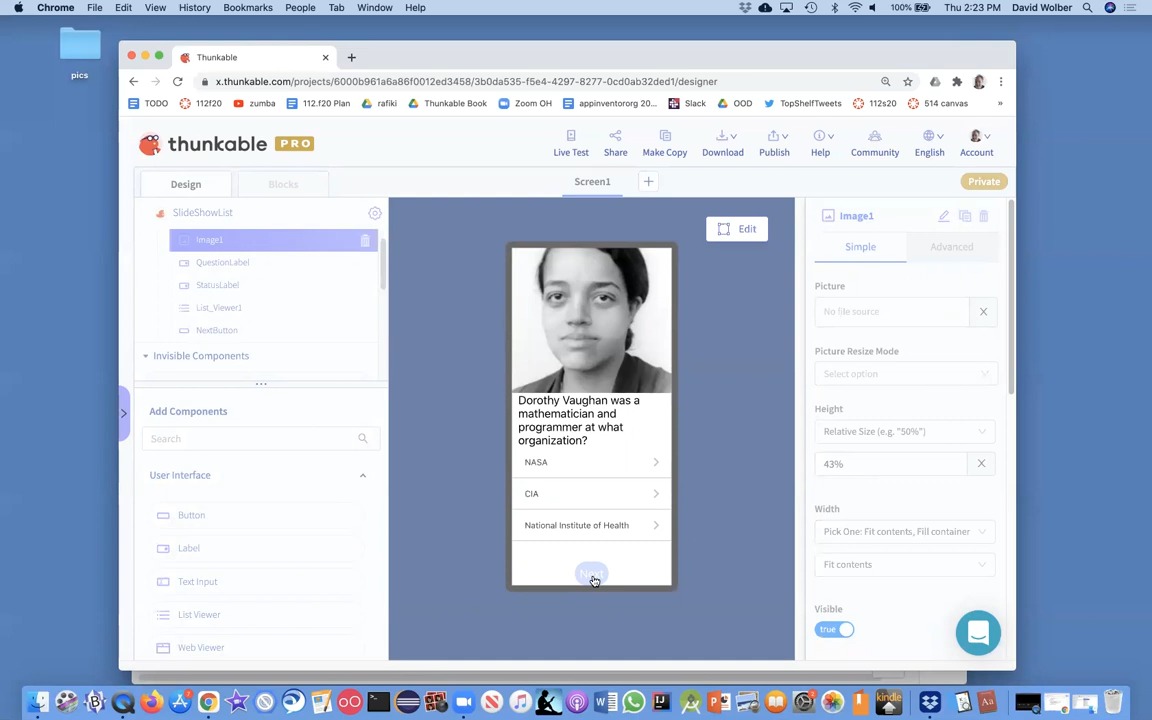 Chrome File Edit View History Bookmarks People Tab Window Help 100% Thu 2:23 PM David Wolber
pics
Thunkable
x.thunkable.com/projects/6000b961a6a86f0012ed3458/3b0da535-f5e4-4297-8277-0cd0ab32ded1/designer
TODO 112f20 zumba 112.f20 Plan rafiki Thunkable Book Zoom OH appinventororg 20... Slack OOD TopShelfTweets 112s20 514 canvas »
thunkable PRO
Live Test Share Make Copy Download Publish Help Community English Account
Design Blocks Screen1 Private
SlideShowList
Image1
QuestionLabel
StatusLabel
List_Viewer1
NextButton
Invisible Components
Add Components
Search
User Interface
Button
Label
Text Input
List Viewer
Web Viewer
Edit
Dorothy Vaughan was a
mathematician and
programmer at what
organization?
NASA
CIA
National Institute of Health
Next
Image1
Simple Advanced
Picture
No file source
Picture Resize Mode
Select option
Height
Relative Size (e.g. "50%")
43%
Width
Pick One: Fit contents, Fill container
Fit contents
Visible
true
kindle